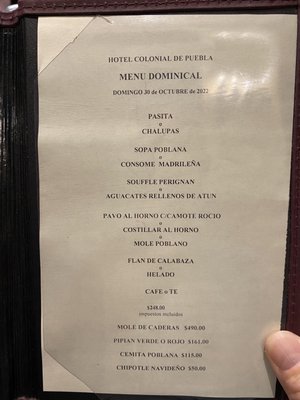 HOTEL COLONIAL DE PUEBLA
MENU DOMINICAL
DOMINGO 30 de OCTUBRE de 2022
PASITA
o
CHALUPAS
SOPA POBLANA
o
CONSOME MADRILEÑA
SOUFFLE PERIGNAN
o
AGUACATES RELLENOS DE ATUN
PAVO AL HORNO C/CAMOTE ROCIO
o
COSTILLAR AL HORNO
o
MOLE POBLANO
FLAN DE CALABAZA
o
HELADO
CAFE o TE
$248.00
impuestos incluidos
MOLE DE CADERAS $490.00
PIPIAN VERDE O ROJO $161.00
CEMITA POBLANA $115.00
CHIPOTLE NAVIDEÑO $50.00